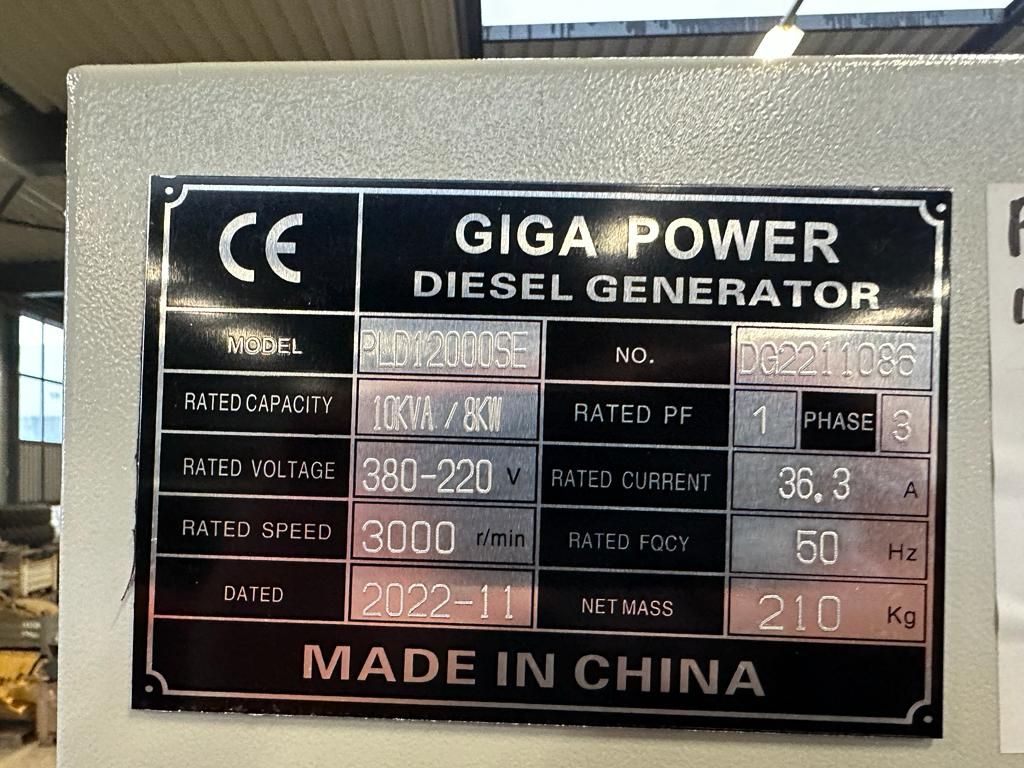 CE
GIGA POWER
DIESEL GENERATOR
MODEL PLD12000SE NO. DG2211086
RATED CAPACITY 10KVA / 8KW RATED PF 1 PHASE 3
RATED VOLTAGE 380-220 V RATED CURRENT 36.3 A
RATED SPEED 3000 r/min RATED FQCY 50 Hz
DATED 2022-11 NET MASS 210 Kg
MADE IN CHINA